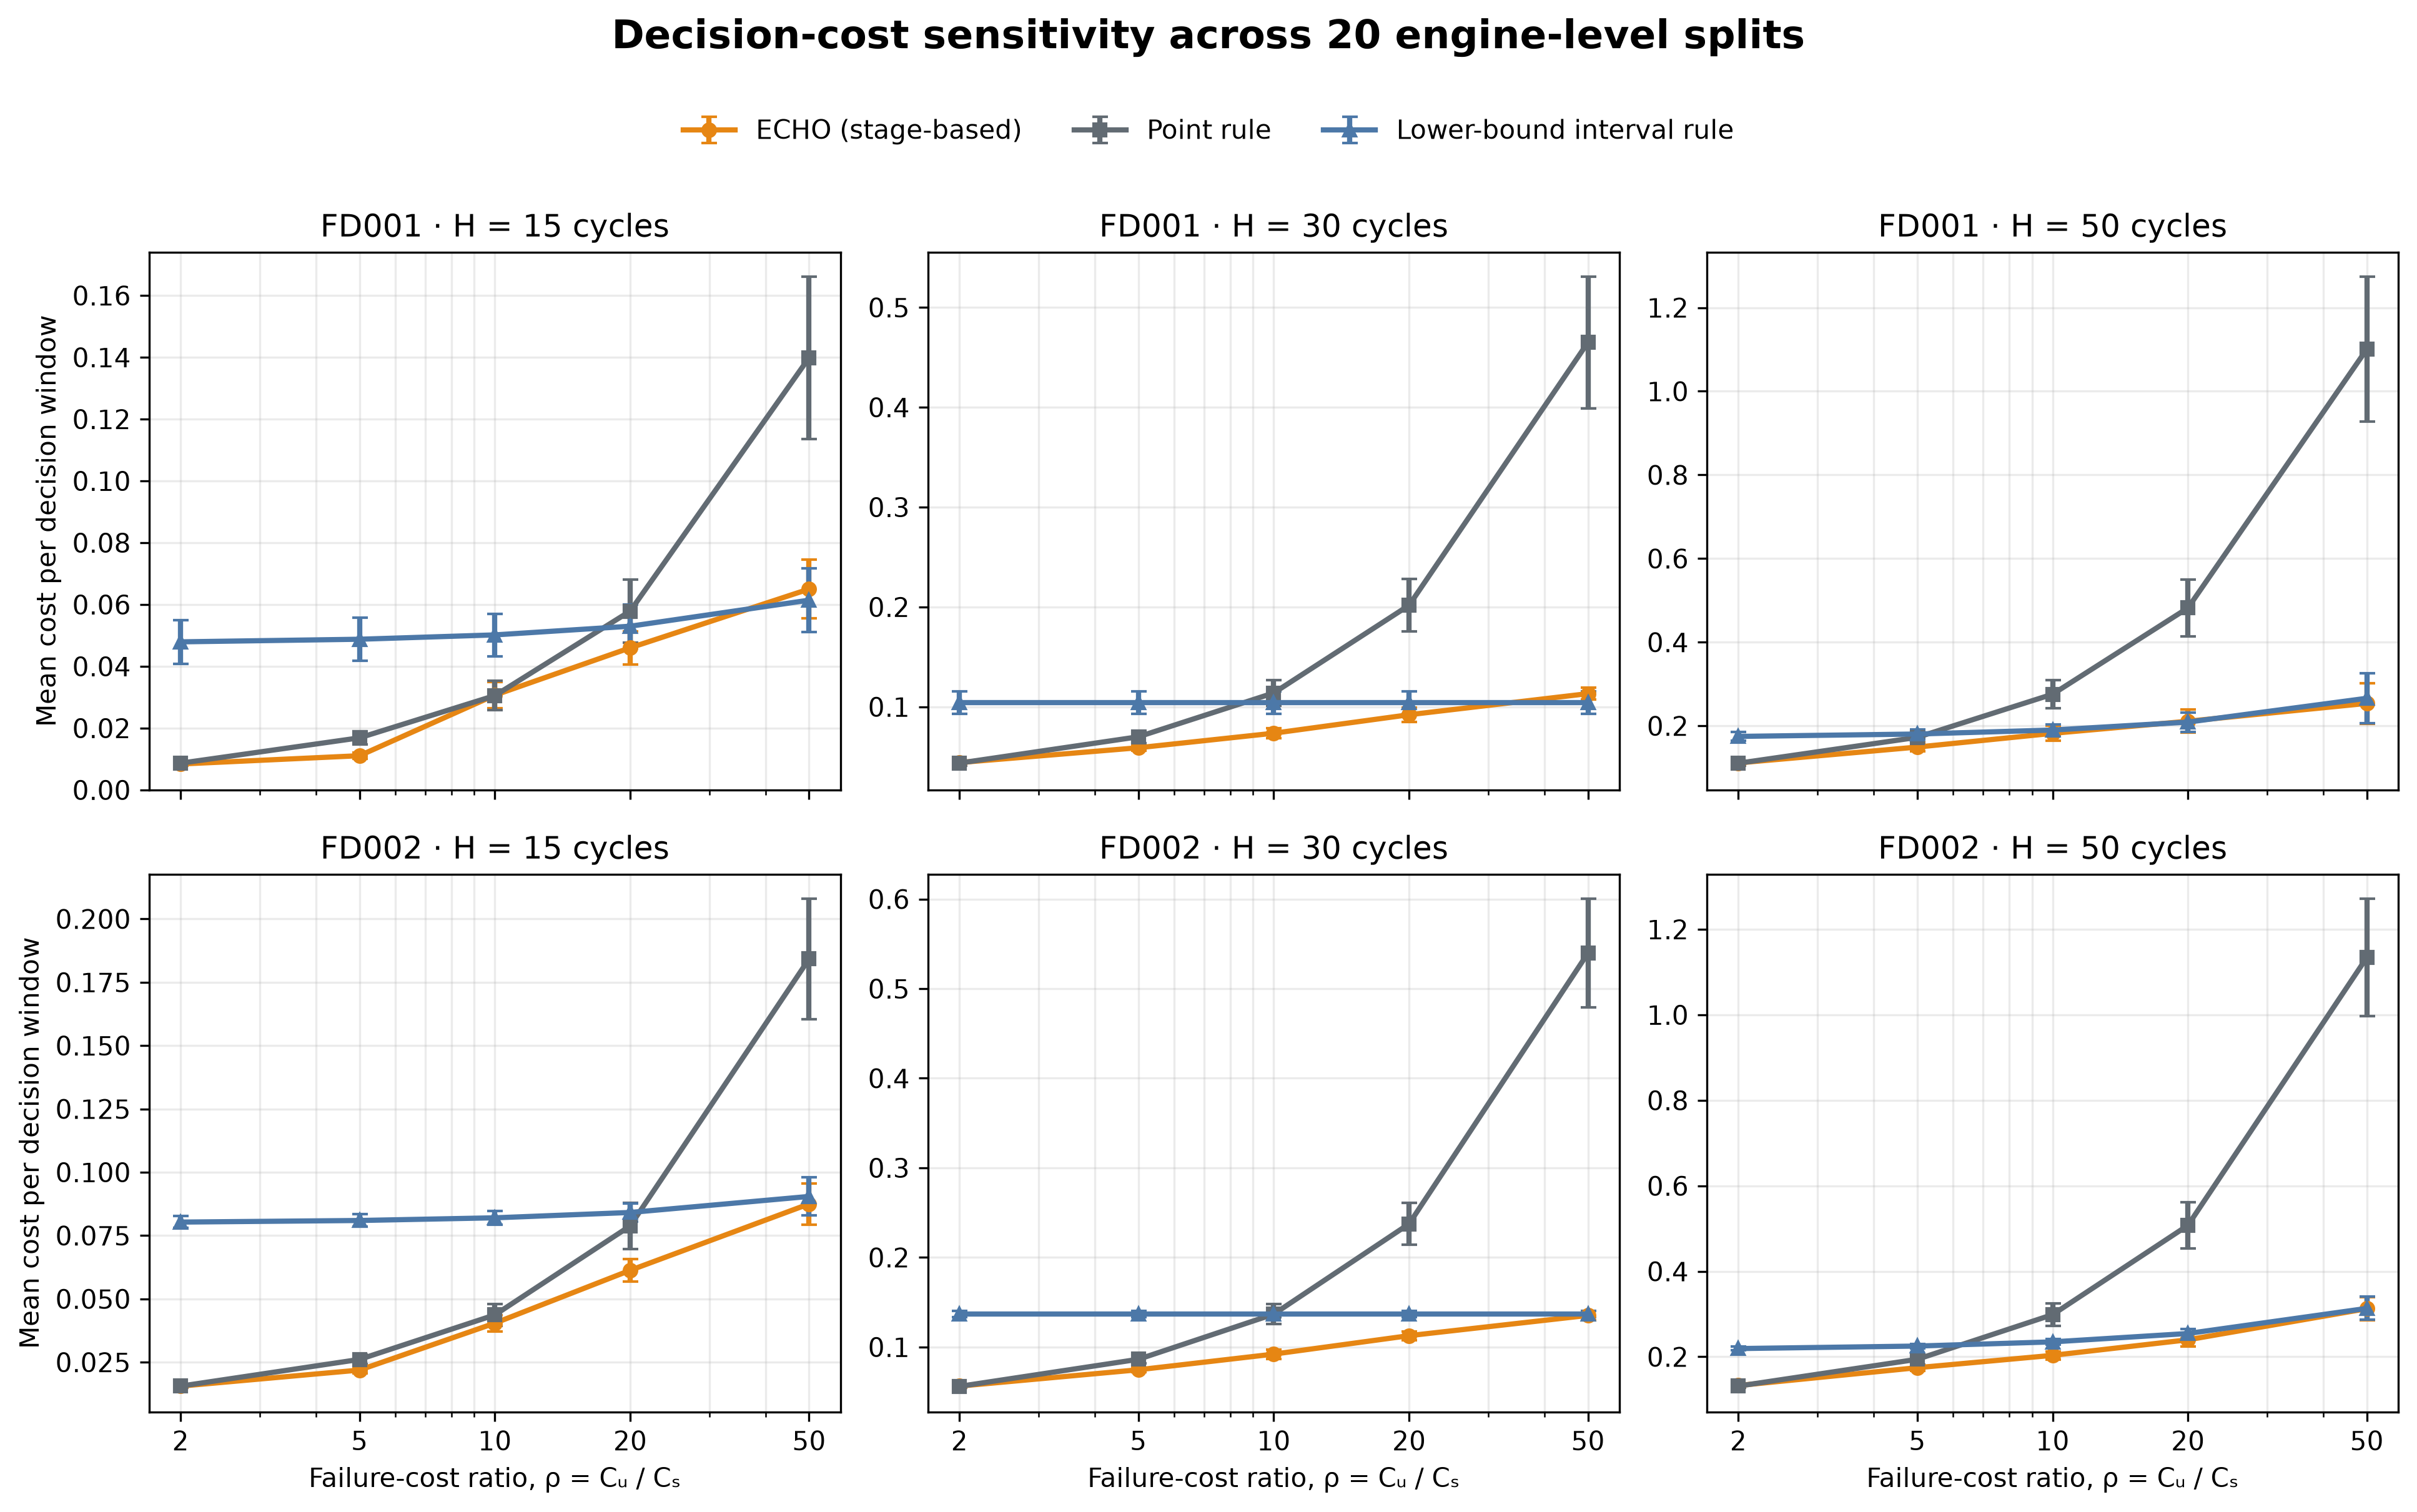 Decision-cost sensitivity across 20 engine-level splits
ECHO (stage-based) Point rule Lower-bound interval rule
FD001 · H = 15 cycles
Mean cost per decision window
0.16
0.14
0.12
0.10
0.08
0.06
0.04
0.02
0.00
FD001 · H = 30 cycles
0.5
0.4
0.3
0.2
0.1
FD001 · H = 50 cycles
1.2
1.0
0.8
0.6
0.4
0.2
FD002 · H = 15 cycles
Mean cost per decision window
0.200
0.175
0.150
0.125
0.100
0.075
0.050
0.025
2 5 10 20 50
Failure-cost ratio, ρ = Cᵤ / Cₛ
FD002 · H = 30 cycles
0.6
0.5
0.4
0.3
0.2
0.1
2 5 10 20 50
Failure-cost ratio, ρ = Cᵤ / Cₛ
FD002 · H = 50 cycles
1.2
1.0
0.8
0.6
0.4
0.2
2 5 10 20 50
Failure-cost ratio, ρ = Cᵤ / Cₛ